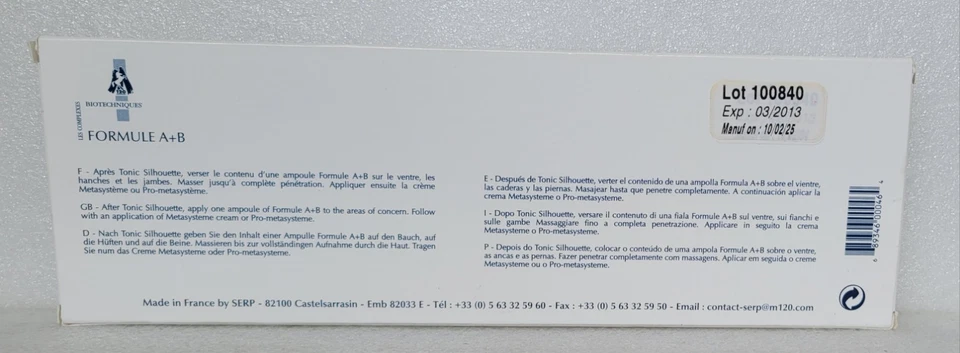 LES COMPLEXES
BIOTECHNIQUES
FORMULE A+B
Lot 100840
Exp : 03/2013
Manuf on : 10/02/25
F - Après Tonic Silhouette, verser le contenu d'une ampoule Formule A+B sur le ventre, les
hanches et les jambes. Masser jusqu'à complète pénétration. Appliquer ensuite la crème
Metasystème ou Pro-metasystème.
GB - After Tonic Silhouette, apply one ampoule of Formule A+B to the areas of concern. Follow
with an application of Metasysteme cream or Pro-metasysteme.
D - Nach Tonic Silhouette geben Sie den Inhalt einer Ampulle Formule A+B auf den Bauch, auf
die Hüften und auf die Beine. Massieren bis zur vollständingen Aufnahme durch die Haut. Tragen
Sie num das Creme Metasysteme oder Pro-metasysteme.
E - Después de Tonic Silhouette, verter el contenido de una ampolla Formula A+B sobre el vientre,
las caderas y las piernas. Masajear hasta que penetre completamente. A continuación aplicar la
crema Metasysteme o Pro-metasysteme.
I - Dopo Tonic Silhouette, versare il contenuto di una fiala Formule A+B sul ventre, sui fianchi e
sulle gambe Massaggiare fino a completa penetrazione. Applicare in seguito la crema
Metasysteme o Pro-metasysteme.
P - Depois do Tonic Silhouette, colocar o conteúdo de uma ampola Formule A+B sobre o ventre,
as ancas e as pernas. Fazer penetrar completamente com massagens. Aplicar em seguida o creme
Metasysteme ou o Pro-metasysteme.
Made in France by SERP - 82100 Castelsarrasin - Emb 82033 E - Tél : +33 (0) 5 63 32 59 60 - Fax : +33 (0) 5 63 32 59 50 - Email : contact-serp@m120.com